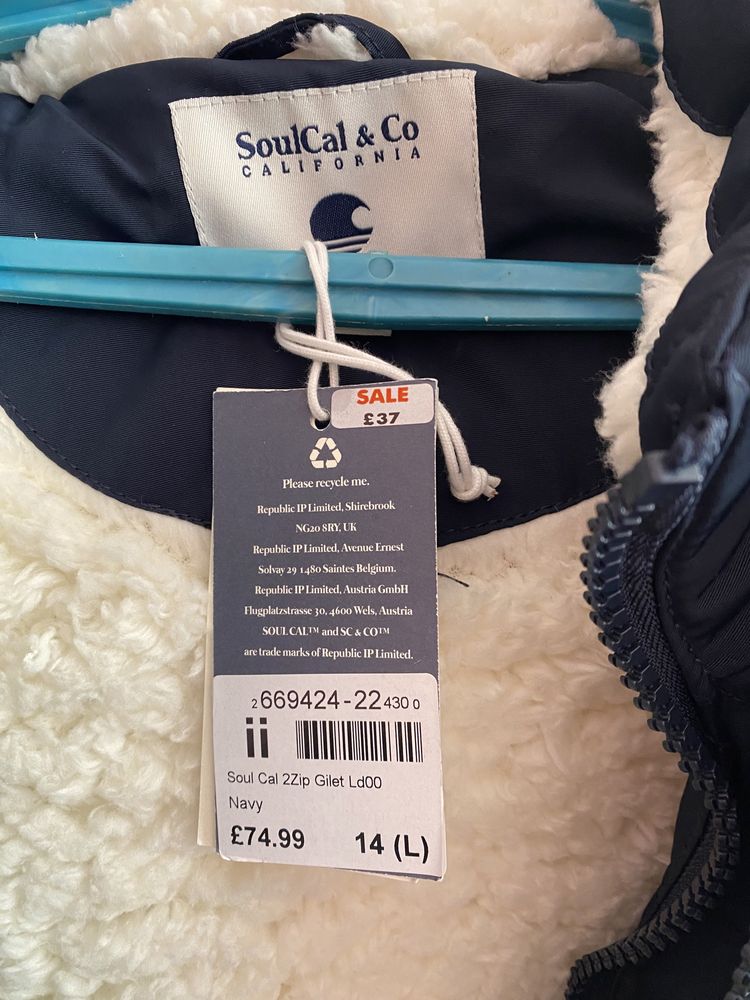 SoulCal & Co
CALIFORNIA
SALE
£37
Please recycle me.
Republic IP Limited, Shirebrook
NG20 8RY, UK
Republic IP Limited, Avenue Ernest
Solvay 29 1480 Saintes Belgium.
Republic IP Limited, Austria GmbH
Flugplatzstrasse 30, 4600 Wels, Austria
SOUL CAL™ and SC & CO™
are trade marks of Republic IP Limited.
2 669424-22 430 0
ii
Soul Cal 2Zip Gilet Ld00
Navy
£74.99 14 (L)